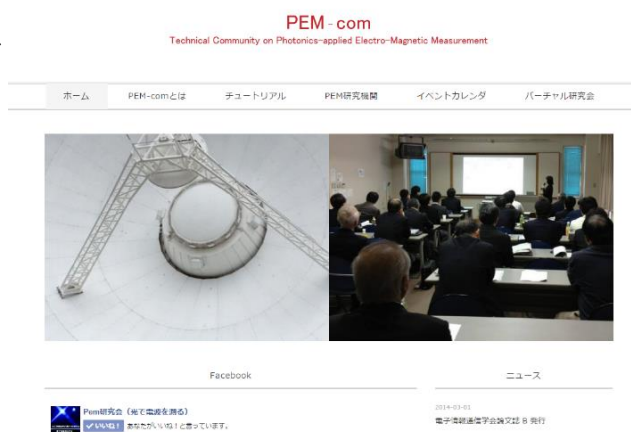 PEM-com
Technical Community on Photonics-applied Electro-Magnetic Measurement
ホーム PEM-comとは チュートリアル PEM研究機関 イベントカレンダ バーチャル研究会
Facebook
ニュース
Pem研究会（光で電波を測る）
いいね！ あなたがいいね！と言っています。
2014-03-01
電子情報通信学会論文誌 B 発行